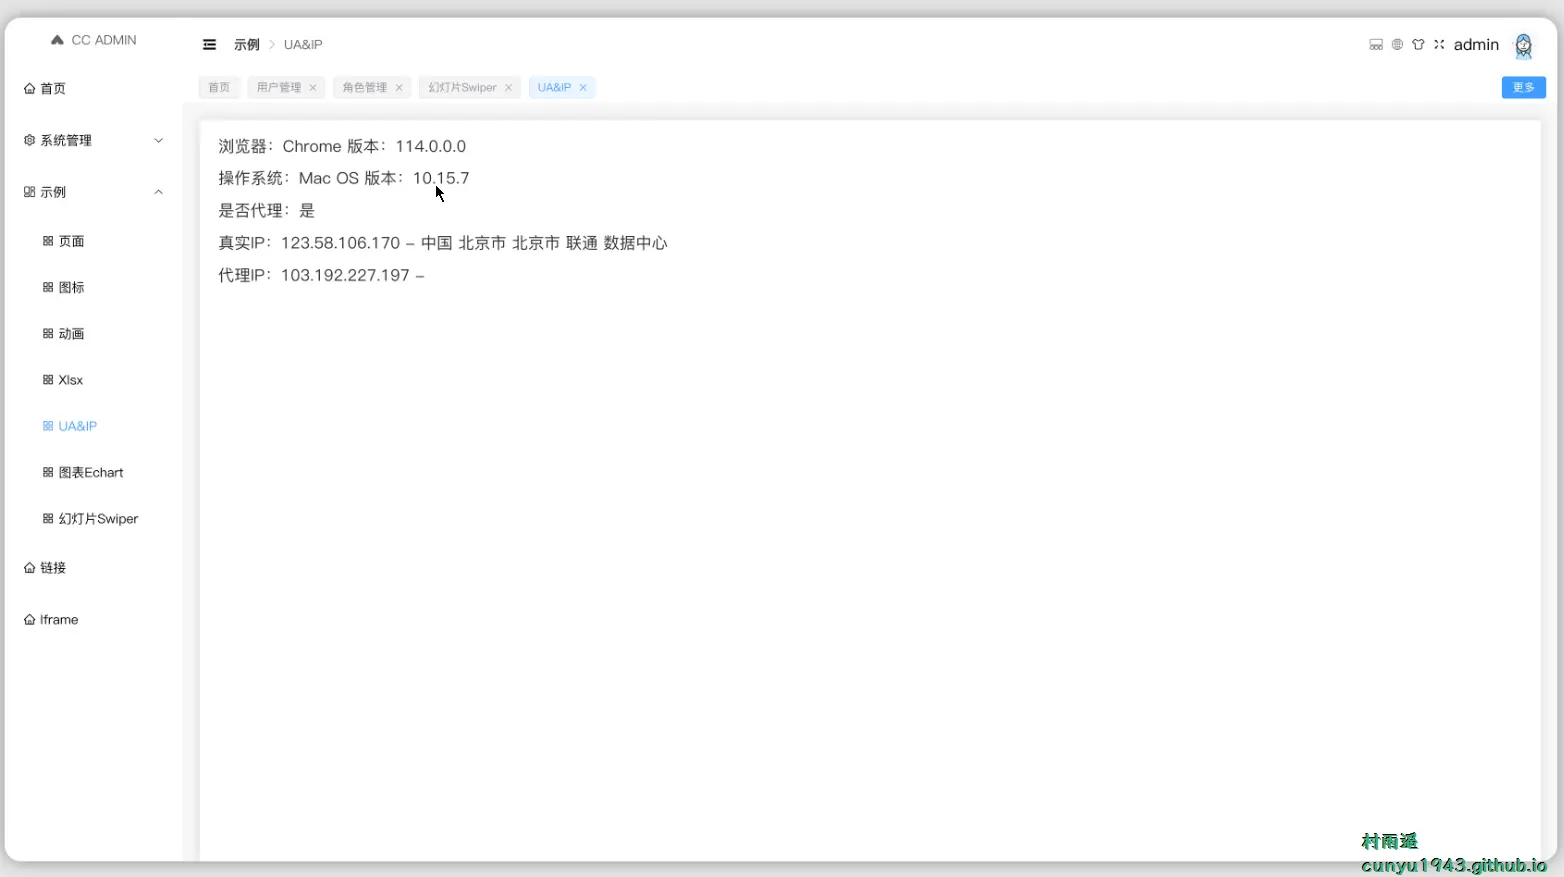 CC ADMIN
示例 > UA&IP
admin
首页
用户管理 ×
角色管理 ×
幻灯片Swiper ×
UA&IP ×
更多
首页
系统管理
示例
页面
图标
动画
Xlsx
UA&IP
图表Echart
幻灯片Swiper
链接
Iframe
浏览器：Chrome 版本：114.0.0.0
操作系统：Mac OS 版本：10.15.7
是否代理：是
真实IP：123.58.106.170 – 中国 北京市 北京市 联通 数据中心
代理IP：103.192.227.197 –
村雨遥
cunyu1943.github.io